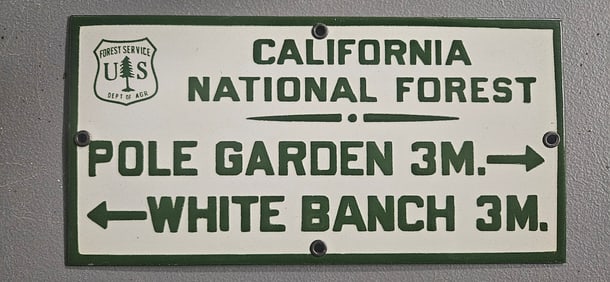 FOREST SERVICE
U S
DEPT OF AGR
CALIFORNIA
NATIONAL FOREST
POLE GARDEN 3M.→
←WHITE BANCH 3M.